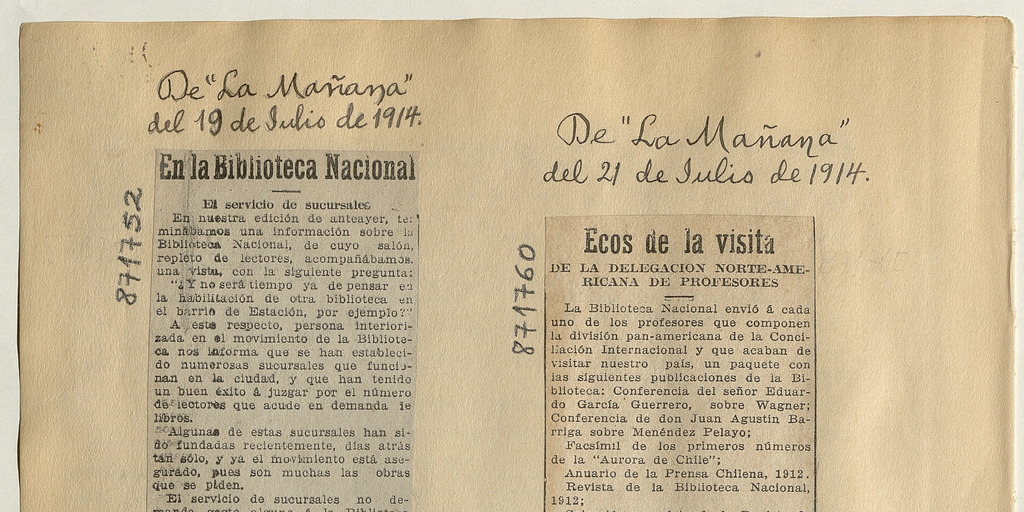 De "La Mañana"
del 19 de Julio de 1914.
871752
En la Biblioteca Nacional
El servicio de sucursales
En nuestra edición de anteayer, ter-
minábamos una información sobre la
Biblioteca Nacional, de cuyo salón,
repleto de lectores, acompañábamos
una vista, con la siguiente pregunta:
"¿Y no será tiempo ya de pensar en
la habilitación de otra biblioteca en
el barrio de Estación, por ejemplo?"
A este respecto, persona interiori-
zada en el movimiento de la Bibliote-
ca nos informa que se han estableci-
do numerosas sucursales que funcio-
nan en la ciudad, y que han tenido
un buen éxito á juzgar por el número
de lectores que acude en demanda de
libros.
Algunas de estas sucursales han si-
do fundadas recientemente, días atrás
tan sólo, y ya el movimiento está ase-
gurado, pues son muchas las obras
que se piden.
El servicio de sucursales no de-
manda gasto alguno á la Bibliote-
De "La Mañana"
del 21 de Julio de 1914.
871760
Ecos de la visita
DE LA DELEGACION NORTE-AME-
RICANA DE PROFESORES
La Biblioteca Nacional envió á cada
uno de los profesores que componen
la división pan-americana de la Conci-
liación Internacional y que acaban de
visitar nuestro país, un paquete con
las siguientes publicaciones de la Bi-
blioteca: Conferencia del señor Eduar-
do García Guerrero, sobre Wagner;
Conferencia de don Juan Agustin Ba-
rriga sobre Menéndez Pelayo;
Facsímil de los primeros números
de la "Aurora de Chile";
Anuario de la Prensa Chilena, 1912.
Revista de la Biblioteca Nacional,
1912;